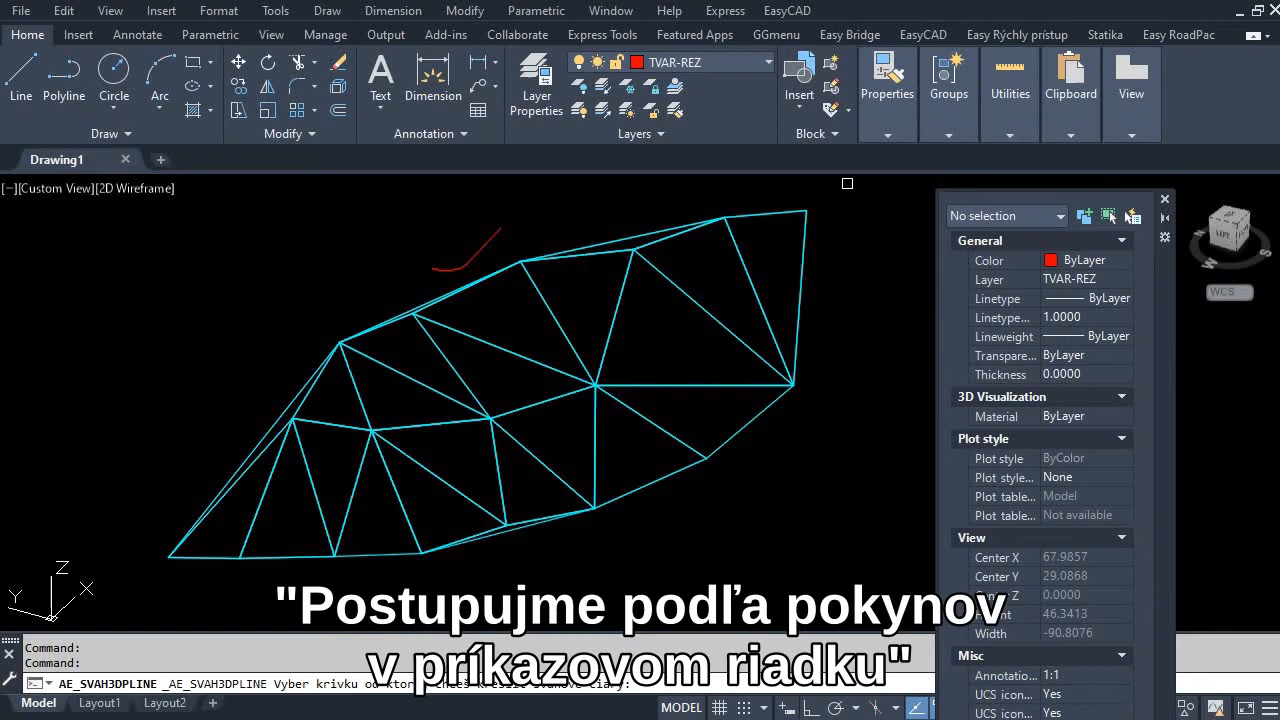 File Edit View Insert Format Tools Draw Dimension Modify Parametric Window Help Express EasyCAD
Home Insert Annotate Parametric View Manage Output Add-ins Collaborate Express Tools Featured Apps GGmenu Easy Bridge EasyCAD Easy Rýchly prístup Statika Easy RoadPac
TVAR-REZ
Line Polyline Circle Arc Text Dimension Layer Properties Insert Properties Groups Utilities Clipboard View
Draw Modify Annotation Layers Block
Drawing1
[−][Custom View][2D Wireframe]
No selection
General
Color ByLayer
Layer TVAR-REZ
Linetype ByLayer
Linetype... 1.0000
Lineweight ByLayer
Transpare... ByLayer
Thickness 0.0000
3D Visualization
Material ByLayer
Plot style
Plot style ByColor
Plot style... None
Plot table... Model
Plot table... Not available
View
Center X 67.9857
Center Y 29.0868
0.0000
46.3413
Width -90.8076
Misc
Annotatio... 1:1
UCS icon... Yes
UCS icon... Yes
LEFT
W S
WCS
Z
Y X
"Postupujme podľa pokynov
v príkazovom riadku"
Command:
Command:
AE_SVAH3DPLINE _AE_SVAH3DPLINE Vyber krivku od
Model Layout1 Layout2 + MODEL